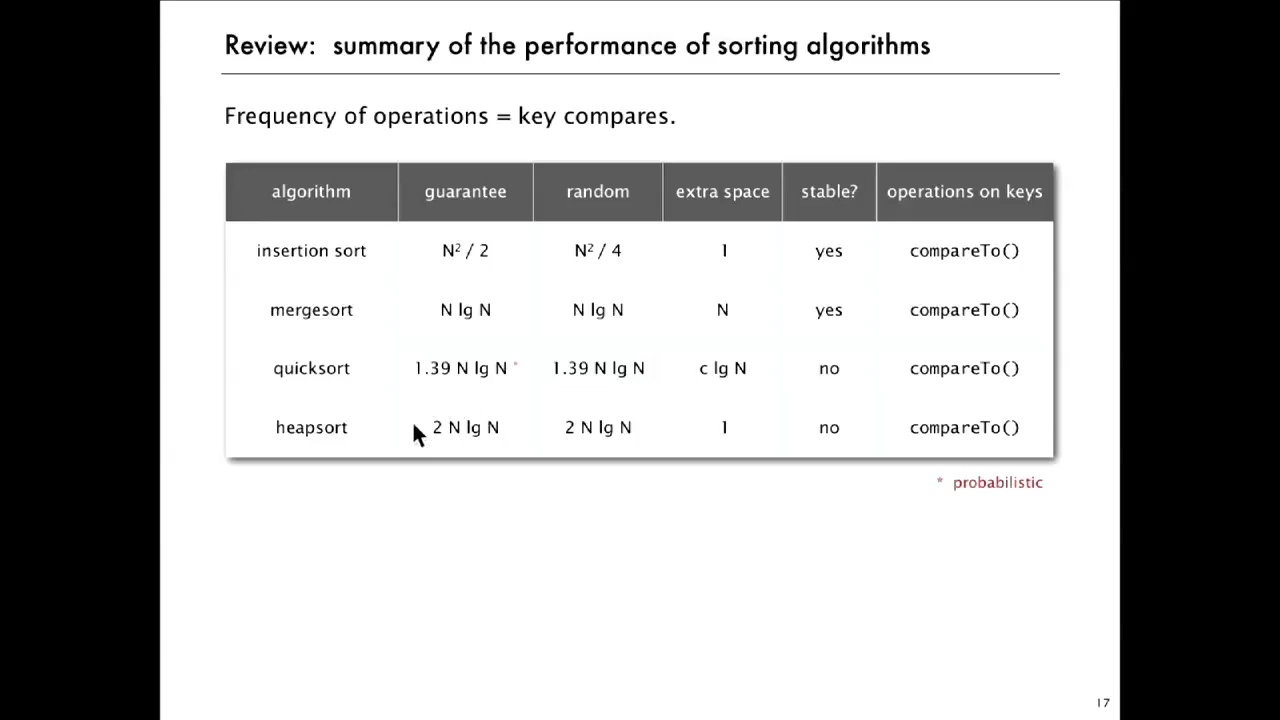 Review: summary of the performance of sorting algorithms
Frequency of operations = key compares.
algorithm guarantee random extra space stable? operations on keys
insertion sort N² / 2 N² / 4 1 yes compareTo()
mergesort N lg N N lg N N yes compareTo()
quicksort 1.39 N lg N * 1.39 N lg N c lg N no compareTo()
heapsort 2 N lg N 2 N lg N 1 no compareTo()
* probabilistic
17